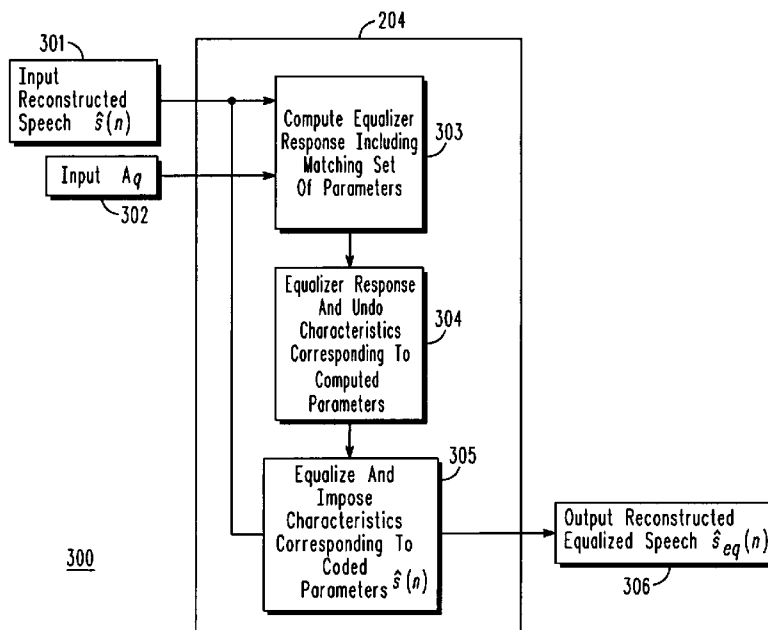 204
301
Input
Reconstructed
Speech ŝ(n)
Input Aq
302
Compute Equalizer
Response Including
Matching Set
Of Parameters
303
Equalizer Response
And Undo
Characteristics
Corresponding To
Computed
Parameters
304
Equalize And
Impose
Characteristics
Corresponding To
Coded
Parameters ŝ(n)
305
Output Reconstructed
Equalized Speech ŝeq(n)
306
300